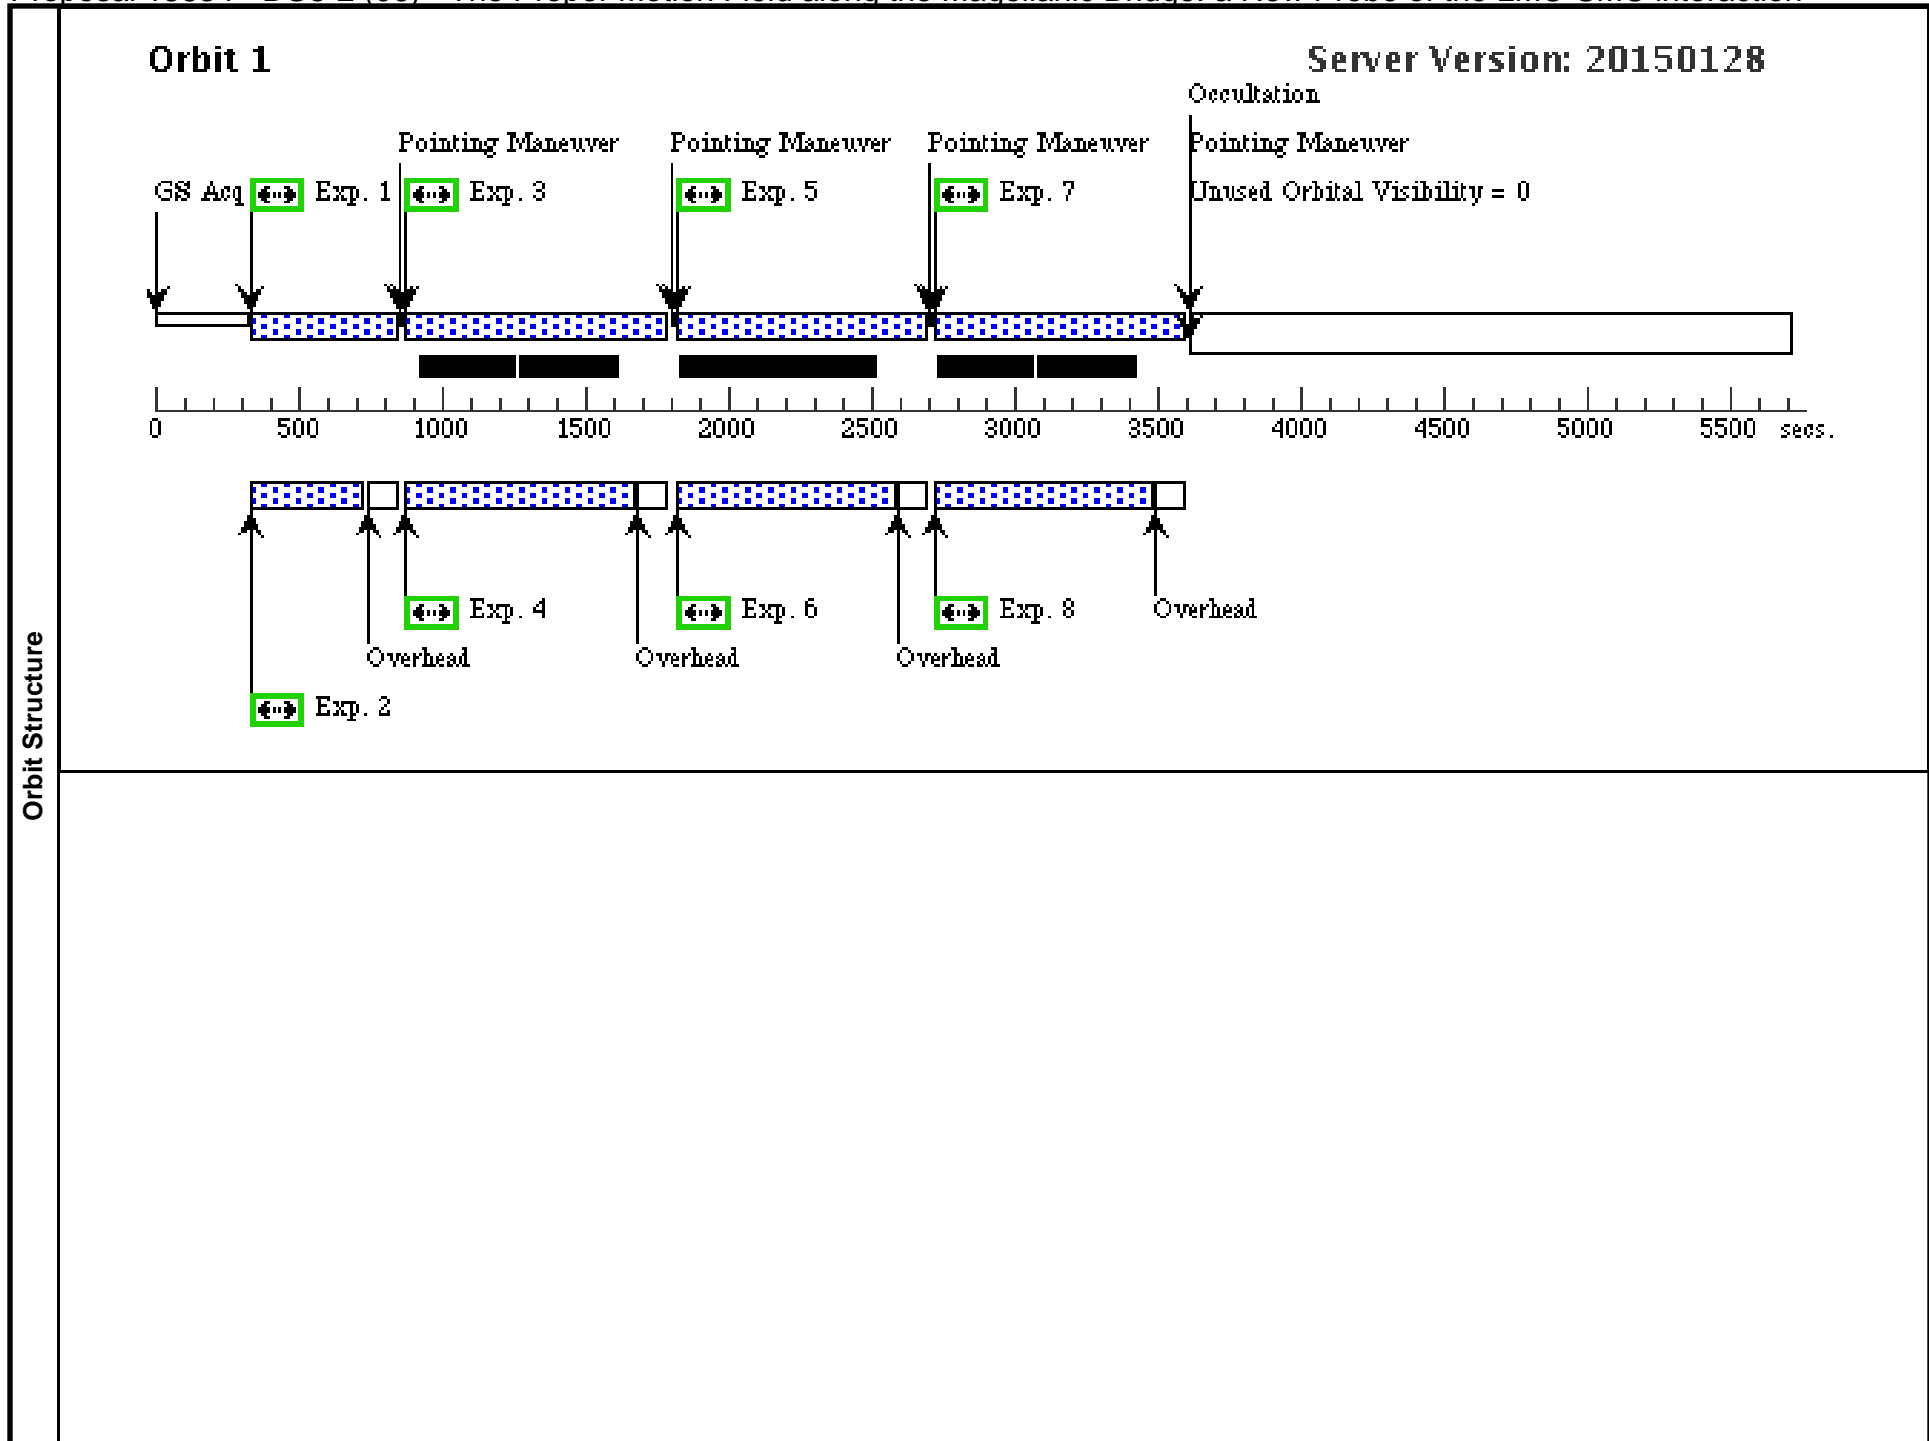 Orbit 1
Server Version: 20150128
Occultation
Pointing Maneuver Pointing Maneuver Pointing Maneuver Pointing Maneuver
GS Acq Exp. 1 Exp. 3 Exp. 5 Exp. 7 Unused Orbital Visibility = 0
0 500 1000 1500 2000 2500 3000 3500 4000 4500 5000 5500 secs.
Exp. 4 Exp. 6 Exp. 8 Overhead
Overhead Overhead Overhead
Exp. 2
Orbit Structure